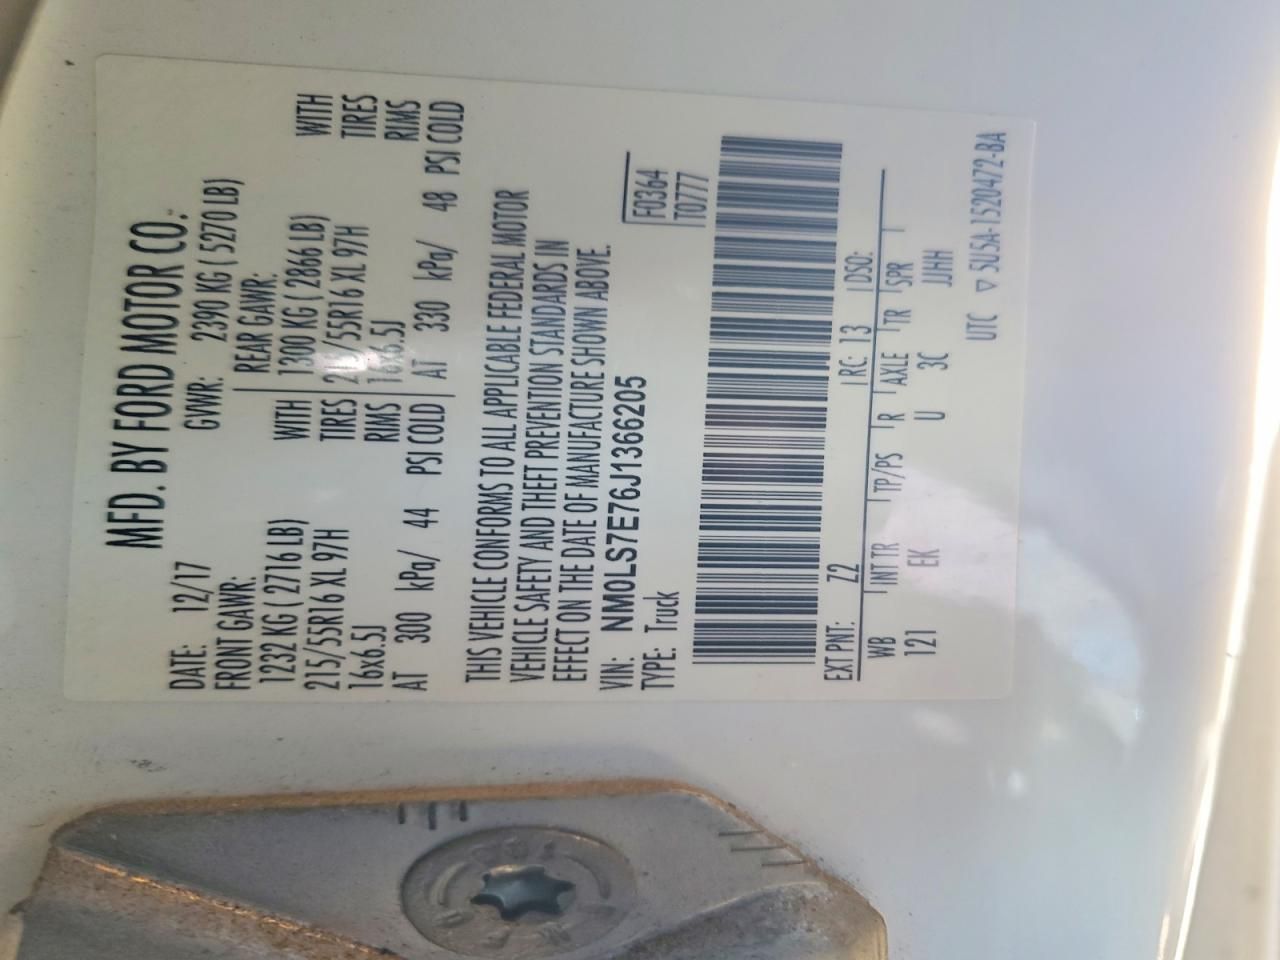 MFD. BY FORD MOTOR CO.
DATE: 12/17 GVWR: 2390 KG ( 5270 LB)
FRONT GAWR: REAR GAWR:
1232 KG ( 2716 LB) WITH 1300 KG ( 2866 LB) WITH
215/55R16 XL 97H TIRES 215/55R16 XL 97H TIRES
16x6.5J RIMS 16x6.5J RIMS
AT 300 kPa/ 44 PSI COLD AT 330 kPa/ 48 PSI COLD
THIS VEHICLE CONFORMS TO ALL APPLICABLE FEDERAL MOTOR
VEHICLE SAFETY AND THEFT PREVENTION STANDARDS IN
EFFECT ON THE DATE OF MANUFACTURE SHOWN ABOVE.
VIN: NM0LS7E76J1366205 F0364
TYPE: Truck T0777
EXT PNT: Z2 RC: 13 DSO:
WB INT TR TP/PS R AXLE TR SPR
121 EK U 3C JHH
UTC ▽ 5U5A-1520472-BA